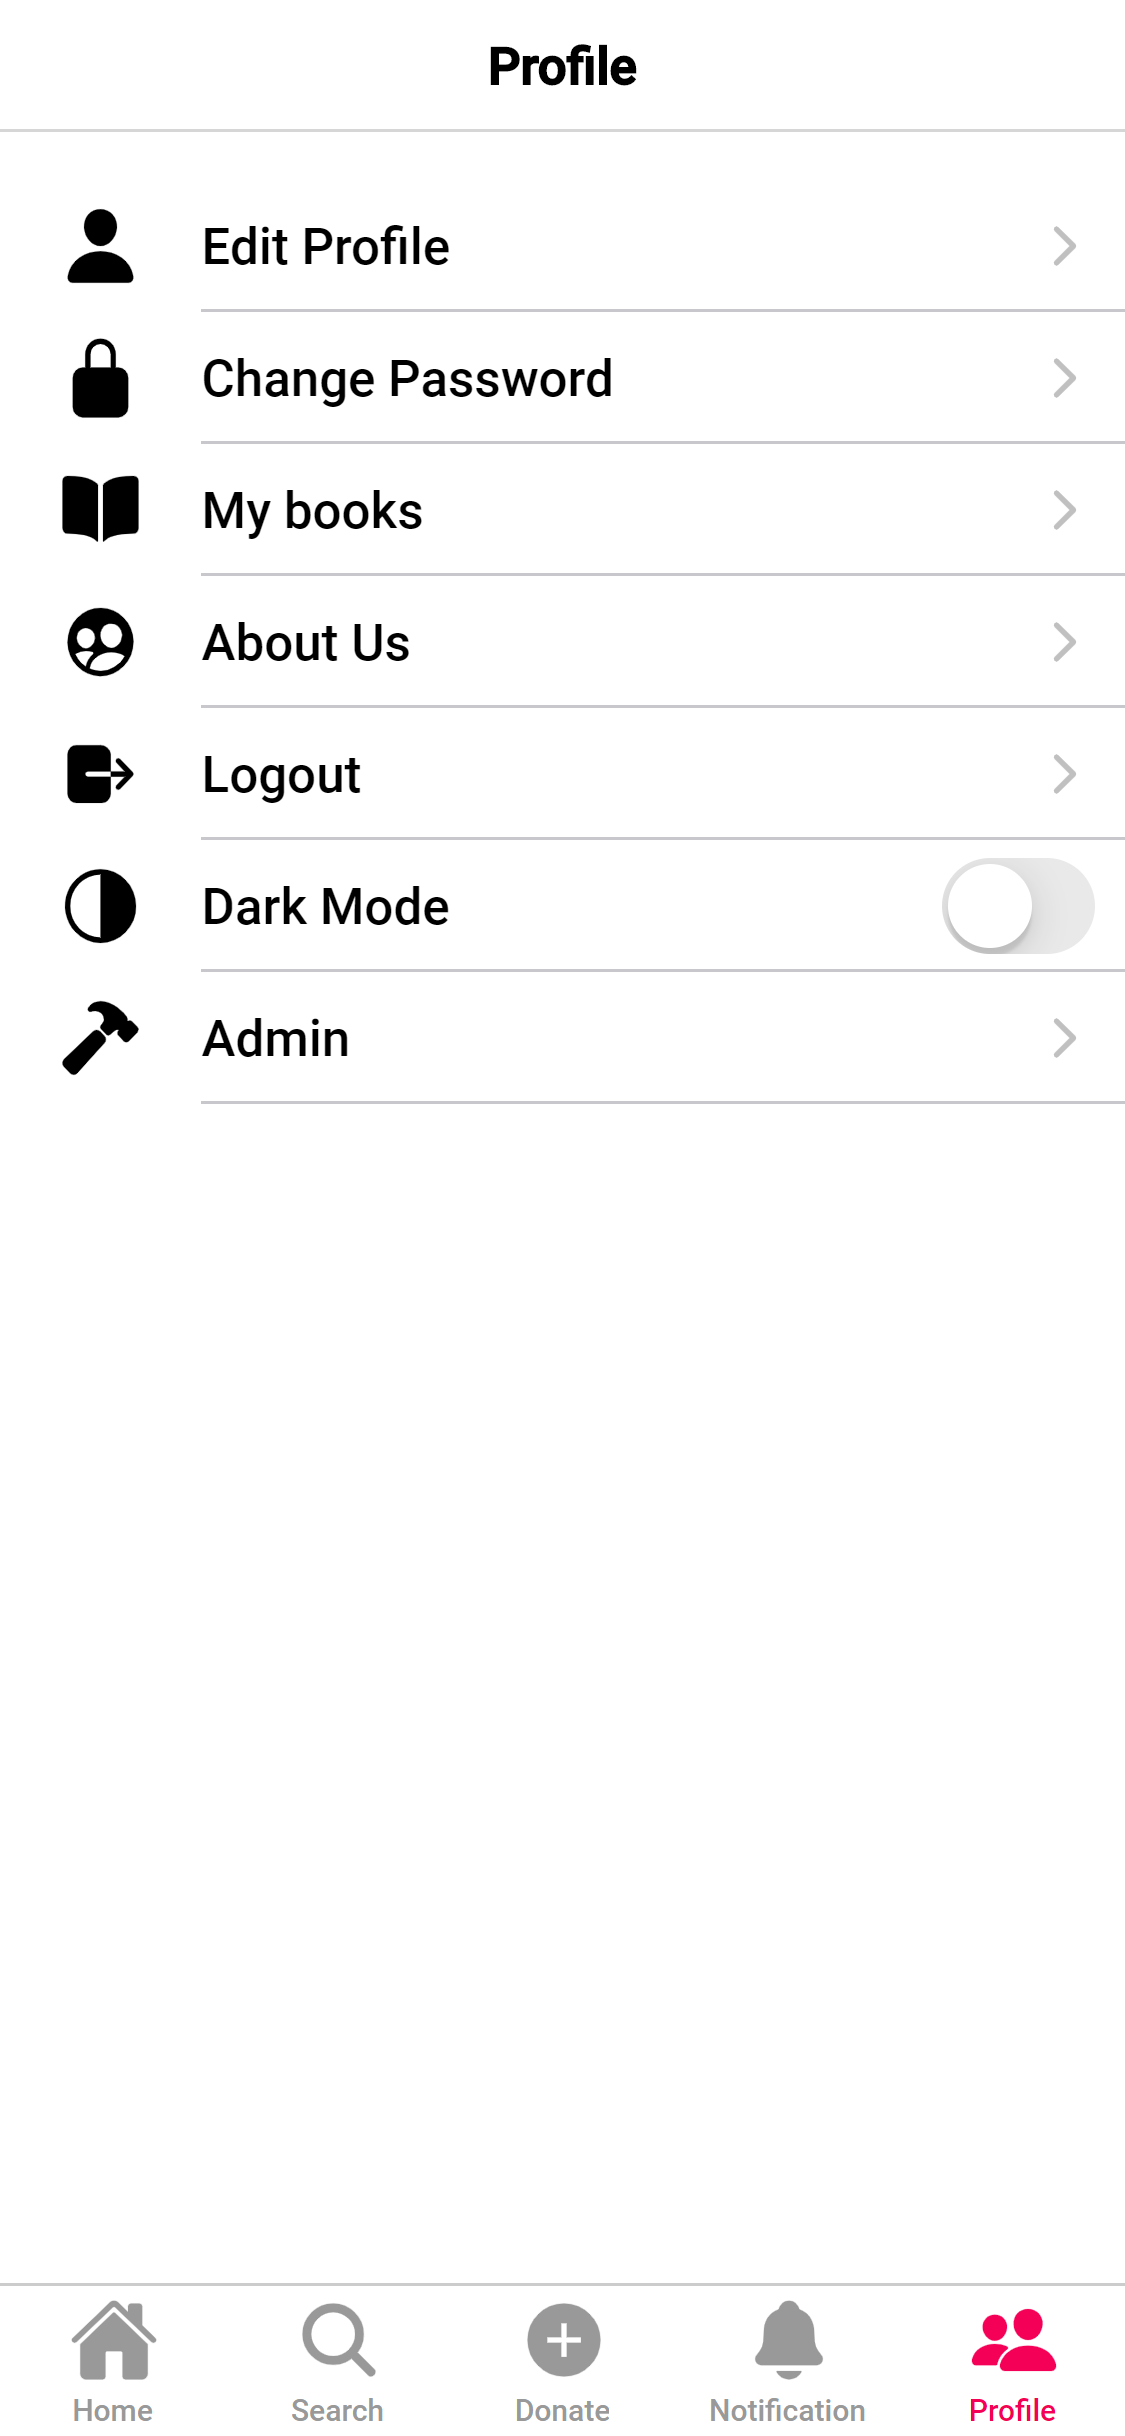 Profile
Edit Profile
Change Password
My books
About Us
Logout
Dark Mode
Admin
Home Search Donate Notification Profile